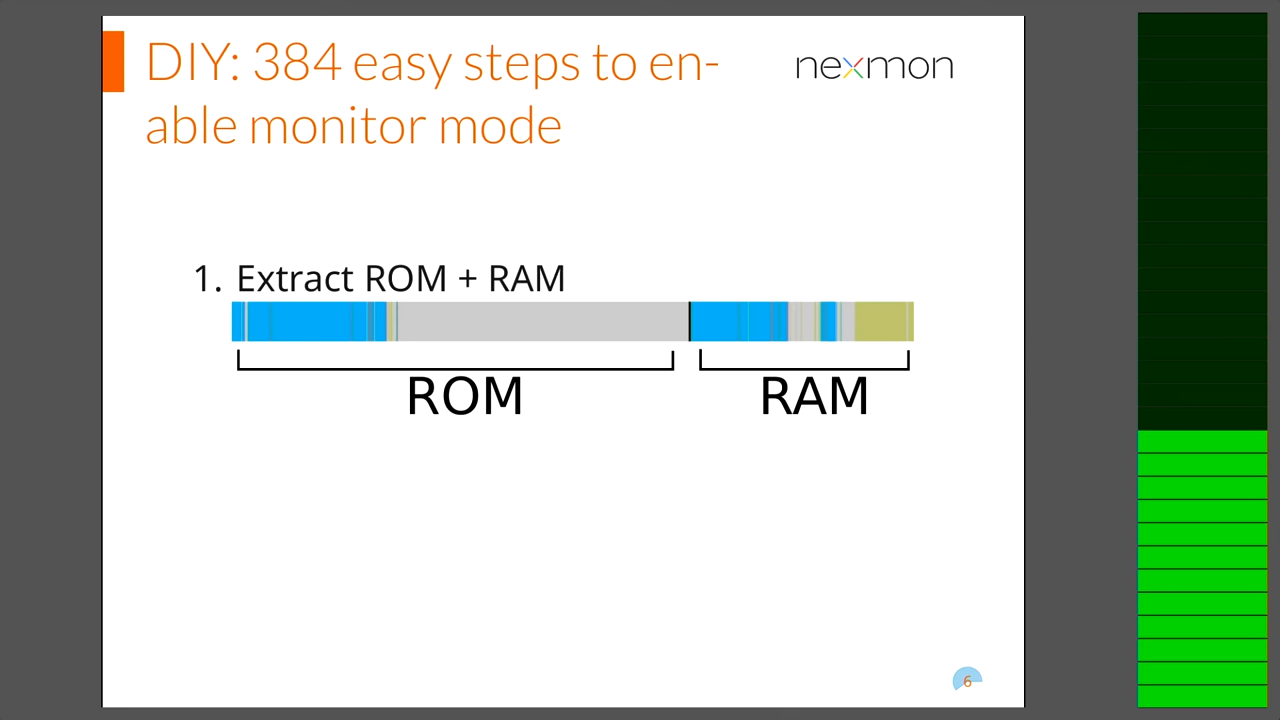 DIY: 384 easy steps to en-
able monitor mode
nexmon
1. Extract ROM + RAM
ROM
RAM
6